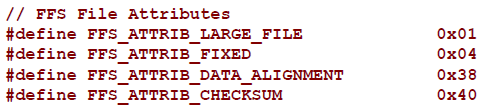 // FFS File Attributes
#define FFS_ATTRIB_LARGE_FILE 0x01
#define FFS_ATTRIB_FIXED 0x04
#define FFS_ATTRIB_DATA_ALIGNMENT 0x38
#define FFS_ATTRIB_CHECKSUM 0x40